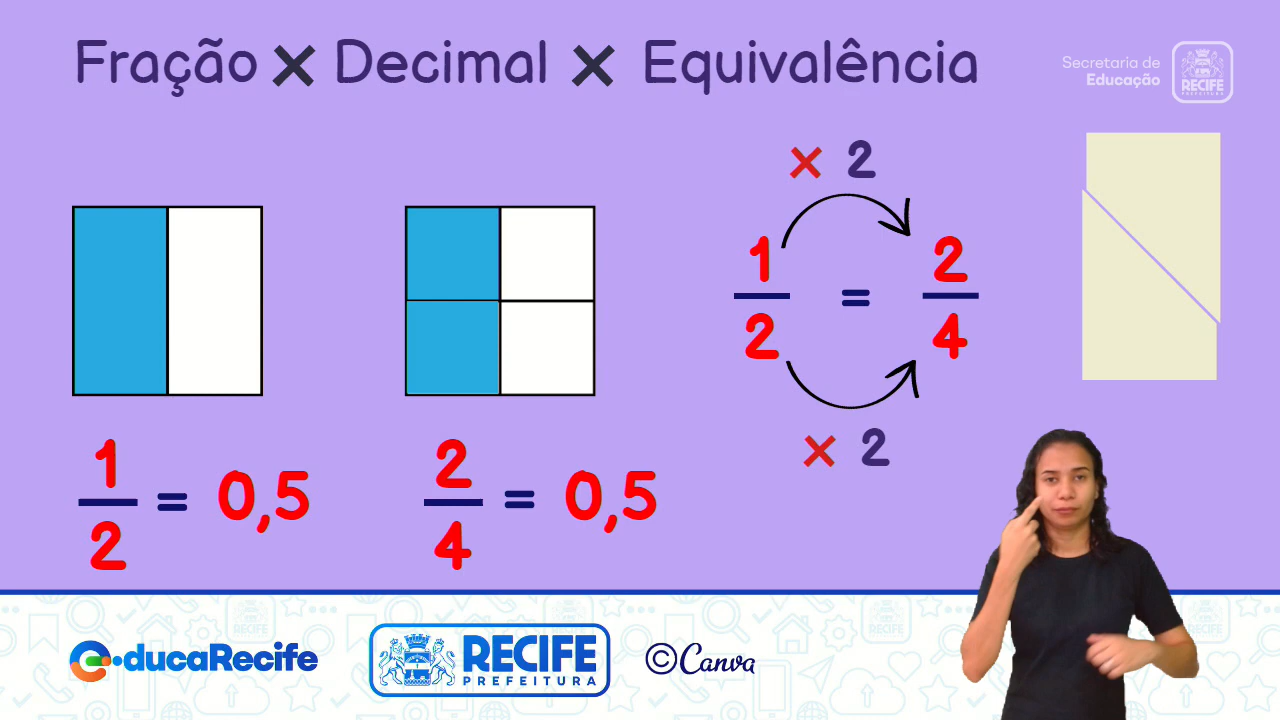 Fração × Decimal × Equivalência
Secretaria de
Educação
RECIFE
PREFEITURA
× 2
1/2 = 2/4
× 2
1/2 = 0,5
2/4 = 0,5
EducaRecife
RECIFE
PREFEITURA
©Canva